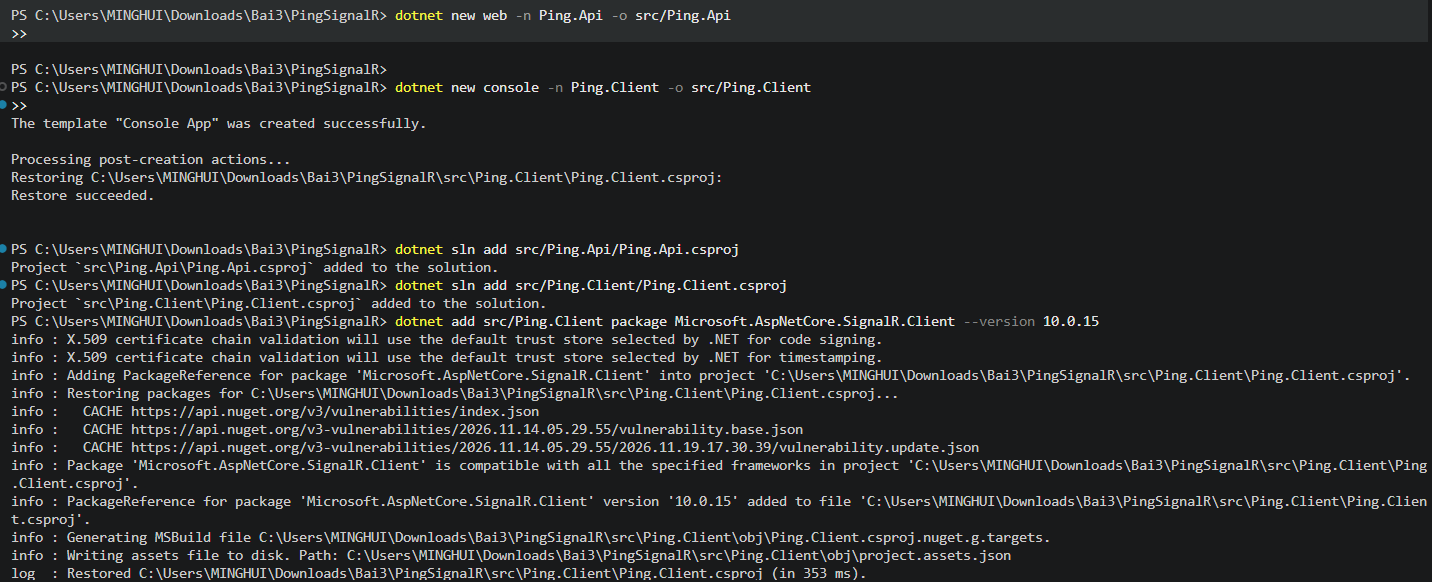 PS C:\Users\MINGHUI\Downloads\Bai3\PingSignalR> dotnet new web -n Ping.Api -o src/Ping.Api
>>
PS C:\Users\MINGHUI\Downloads\Bai3\PingSignalR>
PS C:\Users\MINGHUI\Downloads\Bai3\PingSignalR> dotnet new console -n Ping.Client -o src/Ping.Client
>>
The template "Console App" was created successfully.
Processing post-creation actions...
Restoring C:\Users\MINGHUI\Downloads\Bai3\PingSignalR\src\Ping.Client\Ping.Client.csproj:
Restore succeeded.
PS C:\Users\MINGHUI\Downloads\Bai3\PingSignalR> dotnet sln add src/Ping.Api/Ping.Api.csproj
Project `src\Ping.Api\Ping.Api.csproj` added to the solution.
PS C:\Users\MINGHUI\Downloads\Bai3\PingSignalR> dotnet sln add src/Ping.Client/Ping.Client.csproj
Project `src\Ping.Client\Ping.Client.csproj` added to the solution.
PS C:\Users\MINGHUI\Downloads\Bai3\PingSignalR> dotnet add src/Ping.Client package Microsoft.AspNetCore.SignalR.Client --version 10.0.15
info : X.509 certificate chain validation will use the default trust store selected by .NET for code signing.
info : X.509 certificate chain validation will use the default trust store selected by .NET for timestamping.
info : Adding PackageReference for package 'Microsoft.AspNetCore.SignalR.Client' into project 'C:\Users\MINGHUI\Downloads\Bai3\PingSignalR\src\Ping.Client\Ping.Client.csproj'.
info : Restoring packages for C:\Users\MINGHUI\Downloads\Bai3\PingSignalR\src\Ping.Client\Ping.Client.csproj...
info :   CACHE https://api.nuget.org/v3/vulnerabilities/index.json
info :   CACHE https://api.nuget.org/v3-vulnerabilities/2026.11.14.05.29.55/vulnerability.base.json
info :   CACHE https://api.nuget.org/v3-vulnerabilities/2026.11.14.05.29.55/2026.11.19.17.30.39/vulnerability.update.json
info : Package 'Microsoft.AspNetCore.SignalR.Client' is compatible with all the specified frameworks in project 'C:\Users\MINGHUI\Downloads\Bai3\PingSignalR\src\Ping.Client\Ping
.Client.csproj'.
info : PackageReference for package 'Microsoft.AspNetCore.SignalR.Client' version '10.0.15' added to file 'C:\Users\MINGHUI\Downloads\Bai3\PingSignalR\src\Ping.Client\Ping.Clien
t.csproj'.
info : Generating MSBuild file C:\Users\MINGHUI\Downloads\Bai3\PingSignalR\src\Ping.Client\obj\Ping.Client.csproj.nuget.g.targets.
info : Writing assets file to disk. Path: C:\Users\MINGHUI\Downloads\Bai3\PingSignalR\src\Ping.Client\obj\project.assets.json
log  : Restored C:\Users\MINGHUI\Downloads\Bai3\PingSignalR\src\Ping.Client\Ping.Client.csproj (in 353 ms).